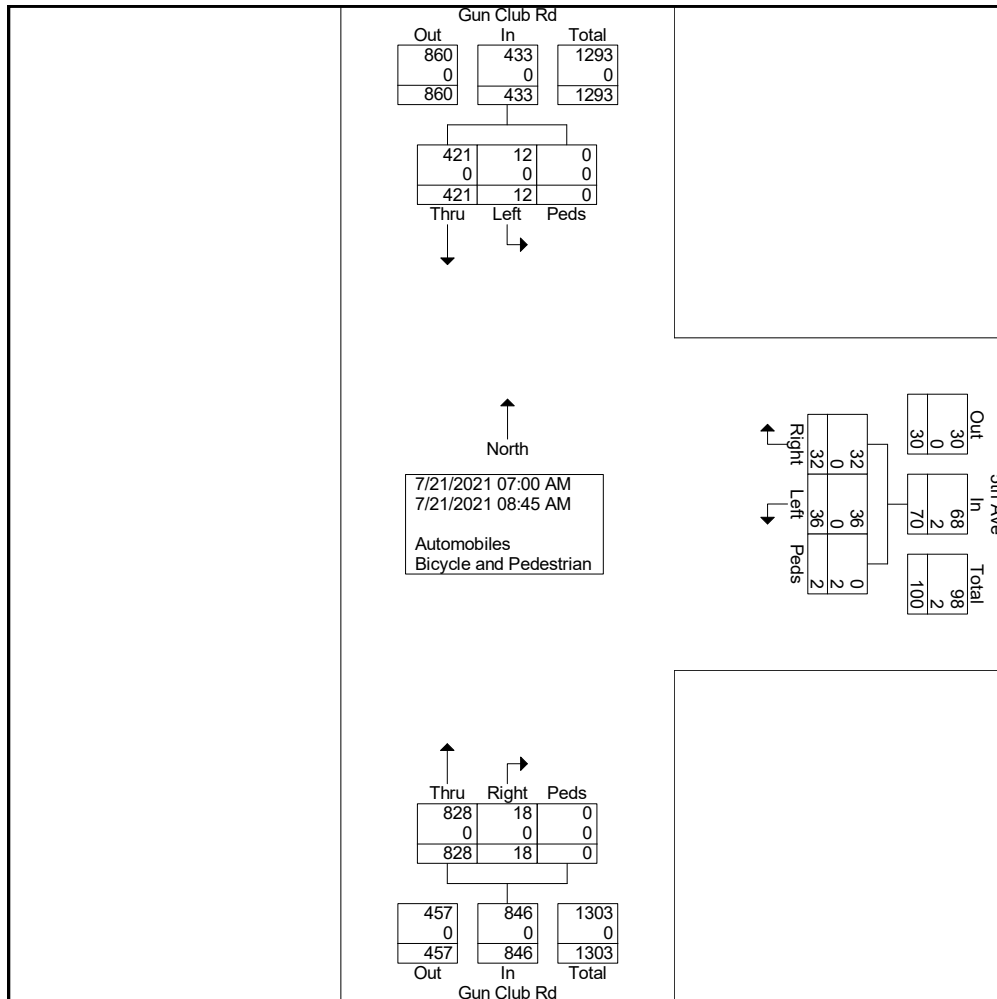 Gun Club Rd
Out In Total
860 433 1293
0 0 0
860 433 1293
421 12 0
0 0 0
421 12 0
Thru Left Peds
North
7/21/2021 07:00 AM
7/21/2021 08:45 AM
Automobiles
Bicycle and Pedestrian
Right Left Peds
32 36 0
0 0 2
32 36 2
Ave
Out In Total
30 68 98
0 2 2
30 70 100
Thru Right Peds
828 18 0
0 0 0
828 18 0
457 846 1303
0 0 0
457 846 1303
Out In Total
Gun Club Rd